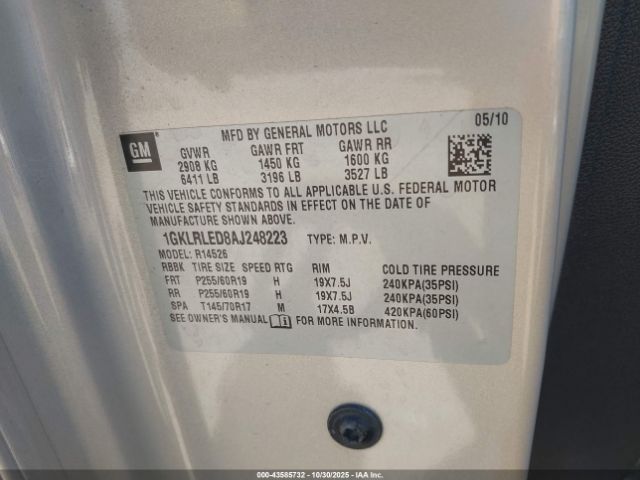 GM
MFD BY GENERAL MOTORS LLC
05/10
GVWR GAWR FRT GAWR RR
2908 KG 1450 KG 1600 KG
6411 LB 3196 LB 3527 LB
THIS VEHICLE CONFORMS TO ALL APPLICABLE U.S. FEDERAL MOTOR
VEHICLE SAFETY STANDARDS IN EFFECT ON THE DATE OF
MANUFACTURE SHOWN ABOVE.
1GKLRLED8AJ248223 TYPE: M.P.V.
MODEL: R14526
RBBK TIRE SIZE SPEED RTG RIM COLD TIRE PRESSURE
FRT P255/60R19 H 19X7.5J 240KPA(35PSI)
RR P255/60R19 H 19X7.5J 240KPA(35PSI)
SPA T145/70R17 M 17X4.5B 420KPA(60PSI)
SEE OWNER'S MANUAL FOR MORE INFORMATION.
000-43585732 - 10/30/2025 - IAA Inc.